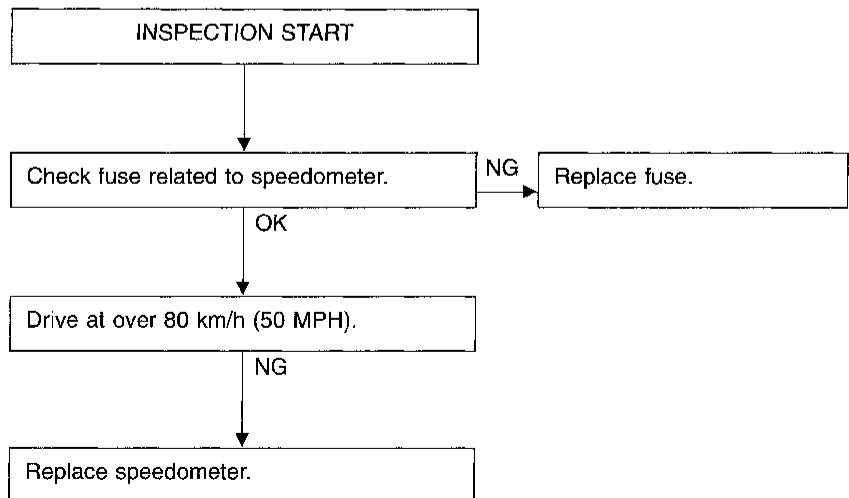 INSPECTION START
Check fuse related to speedometer.
NG
Replace fuse.
OK
Drive at over 80 km/h (50 MPH).
NG
Replace speedometer.